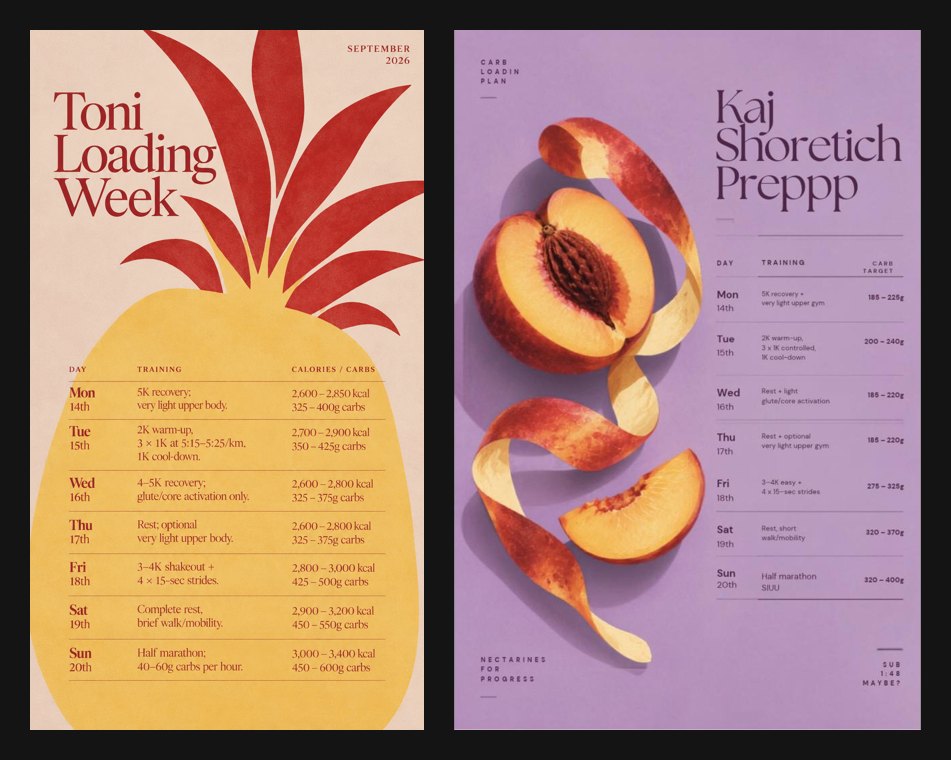 SEPTEMBER
2026
Toni
Loading
Week
DAY TRAINING CALORIES / CARBS
Mon 5K recovery; 2,600 – 2,850 kcal
14th very light upper body. 325 – 400g carbs
Tue 2K warm-up, 2,700 – 2,900 kcal
15th 3 × 1K at 5:15–5:25/km. 350 – 425g carbs
1K cool-down.
Wed 4–5K recovery; 2,600 – 2,800 kcal
16th glute/core activation only. 325 – 375g carbs
Thu Rest; optional 2,600 – 2,800 kcal
17th very light upper body. 325 – 375g carbs
Fri 3–4K shakeout + 2,800 – 3,000 kcal
18th 4 × 15-sec strides. 425 – 500g carbs
Sat Complete rest, 2,900 – 3,200 kcal
19th brief walk/mobility. 450 – 550g carbs
Sun Half marathon; 3,000 – 3,400 kcal
20th 40–60g carbs per hour. 450 – 600g carbs
CARB
LOADIN
PLAN
Kaj
Shoretich
Preppp
DAY TRAINING CARB
TARGET
Mon 5K recovery + 185 – 225g
14th very light upper gym
Tue 2K warm-up, 200 – 240g
15th 3 x 1K controlled,
1K cool-down
Wed Rest + light 185 – 220g
16th glute/core activation
Thu Rest + optional 185 – 220g
17th very light upper gym
Fri 3–4K easy + 275 – 325g
18th 4 x 15–sec strides
Sat Rest, short 320 – 370g
19th walk/mobility
Sun Half marathon 320 – 400g
20th SIUU
NECTARINES
FOR
PROGRESS
SUB
1:48
MAYBE?